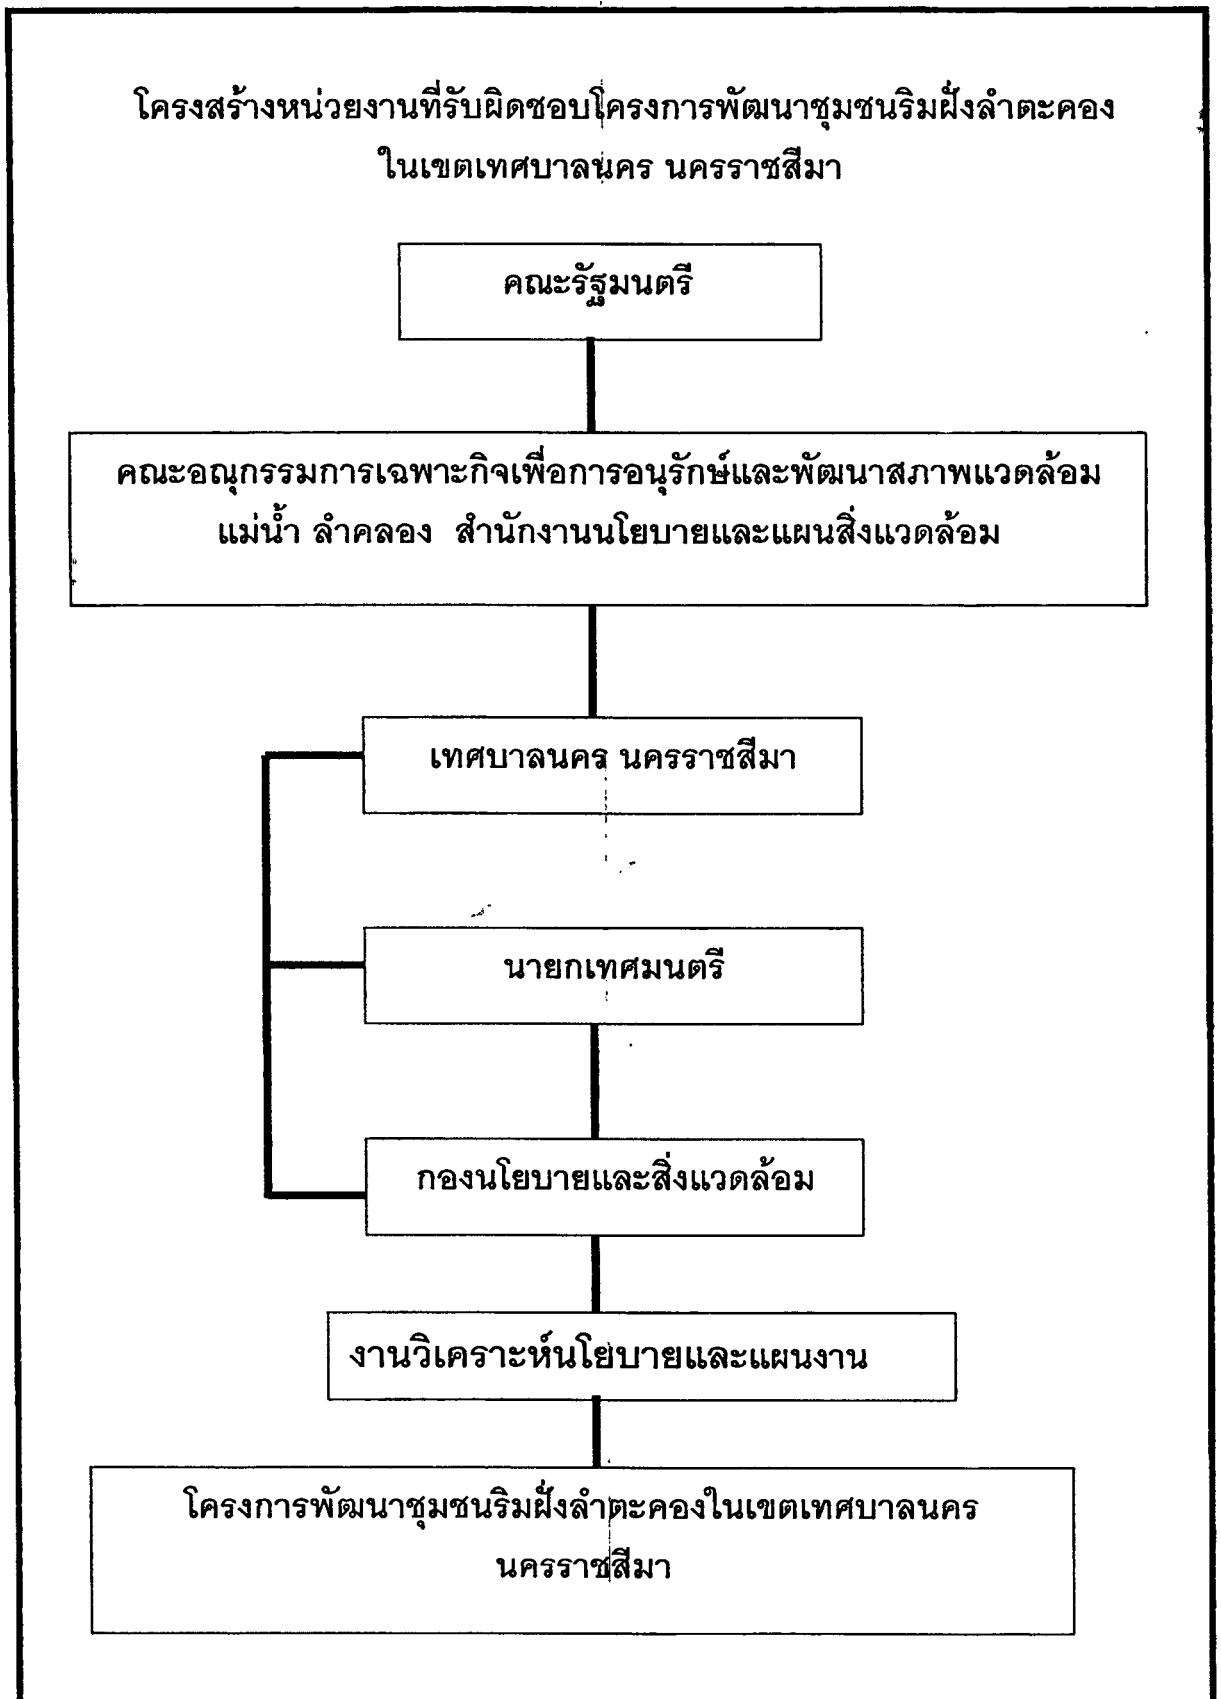 โครงสร้างหน่วยงานที่รับผิดชอบโครงการพัฒนาชุมชนริมฝั่งลำตะคอง
ในเขตเทศบาลนคร นครราชสีมา
คณะรัฐมนตรี
คณะอณุกรรมการเฉพาะกิจเพื่อการอนุรักษ์และพัฒนาสภาพแวดล้อม
แม่น้ำ ลำคลอง สำนักงานนโยบายและแผนสิ่งแวดล้อม
เทศบาลนคร นครราชสีมา
นายกเทศมนตรี
กองนโยบายและสิ่งแวดล้อม
งานวิเคราะห์นโยบายและแผนงาน
โครงการพัฒนาชุมชนริมฝั่งลำตะคองในเขตเทศบาลนคร
นครราชสีมา